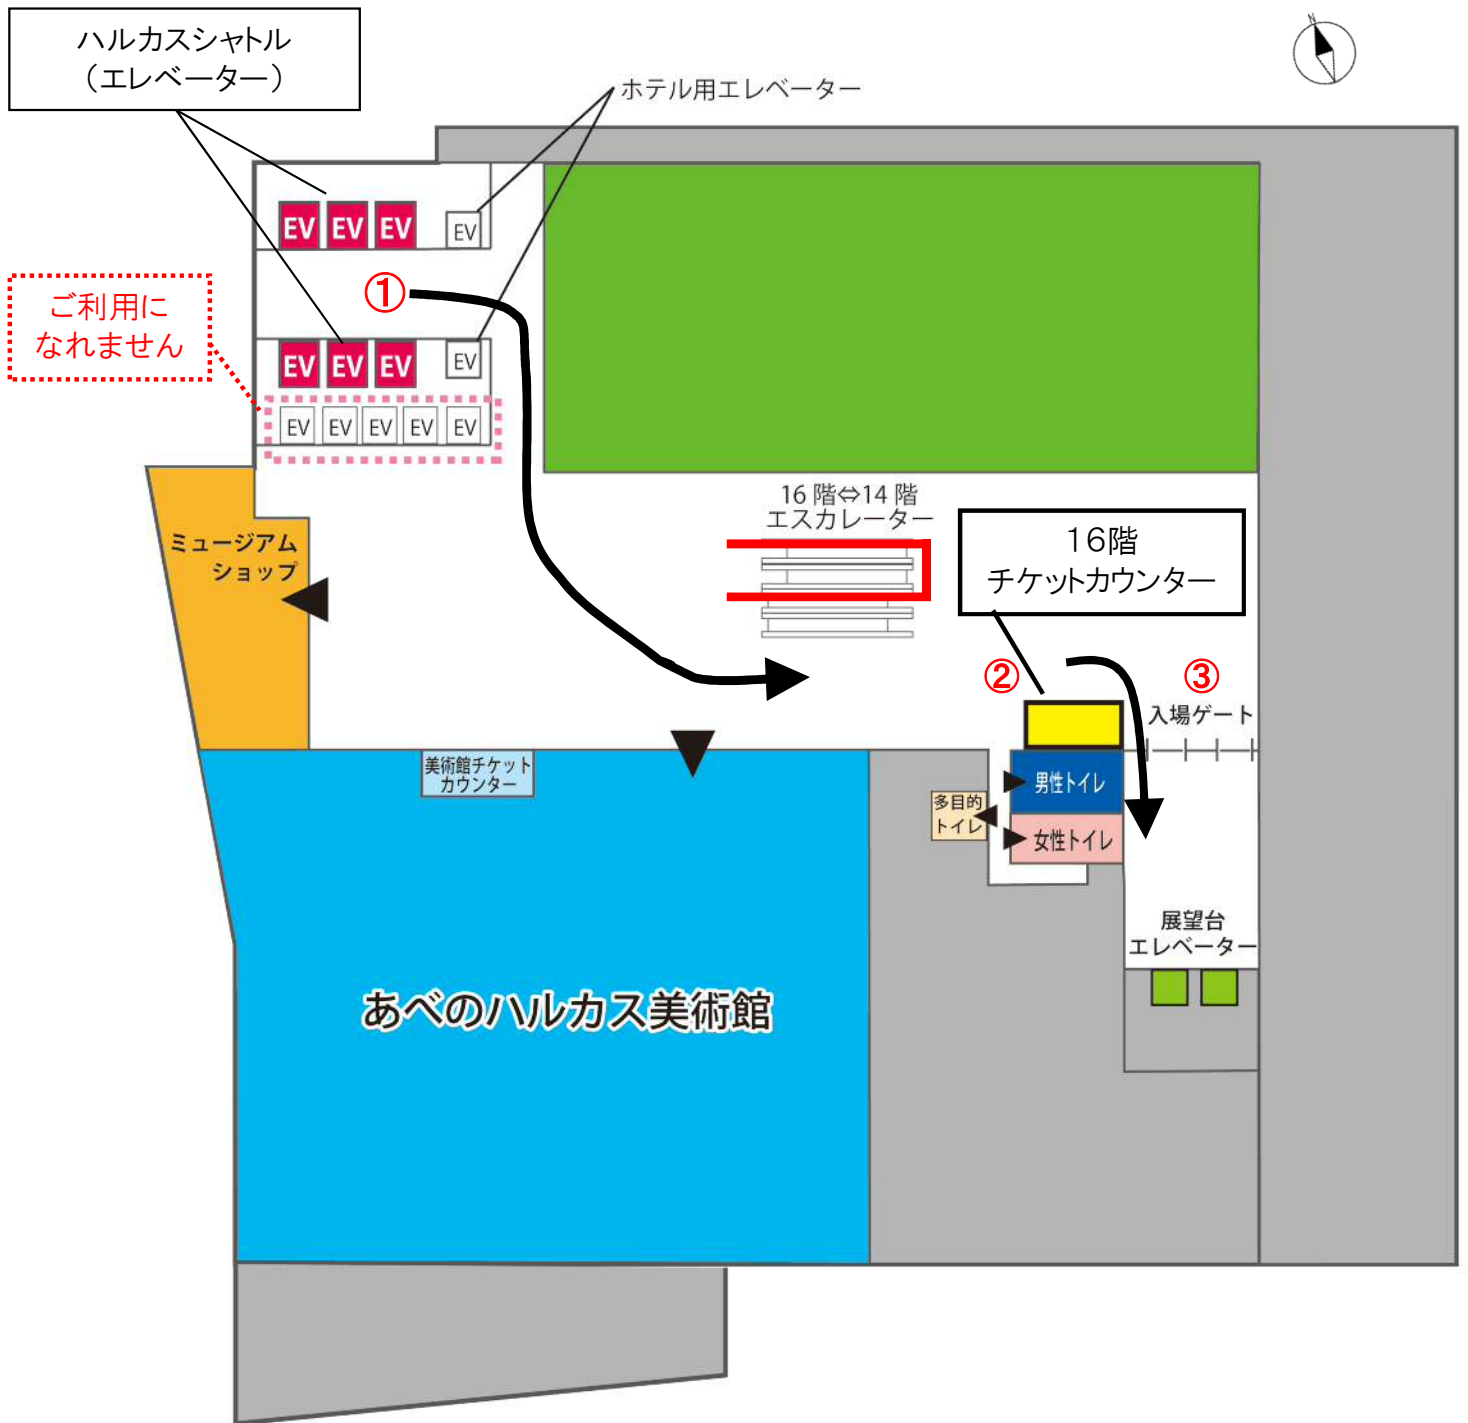 N
ハルカスシャトル
（エレベーター）
ホテル用エレベーター
EV EV EV EV
①
ご利用に
なれません
EV EV EV EV
EV EV EV EV EV
16 階⇔14 階
エスカレーター
16階
チケットカウンター
ミュージアム
ショップ
②
③
入場ゲート
美術館チケット
カウンター
男性トイレ
多目的
トイレ
女性トイレ
展望台
エレベーター
あべのハルカス美術館